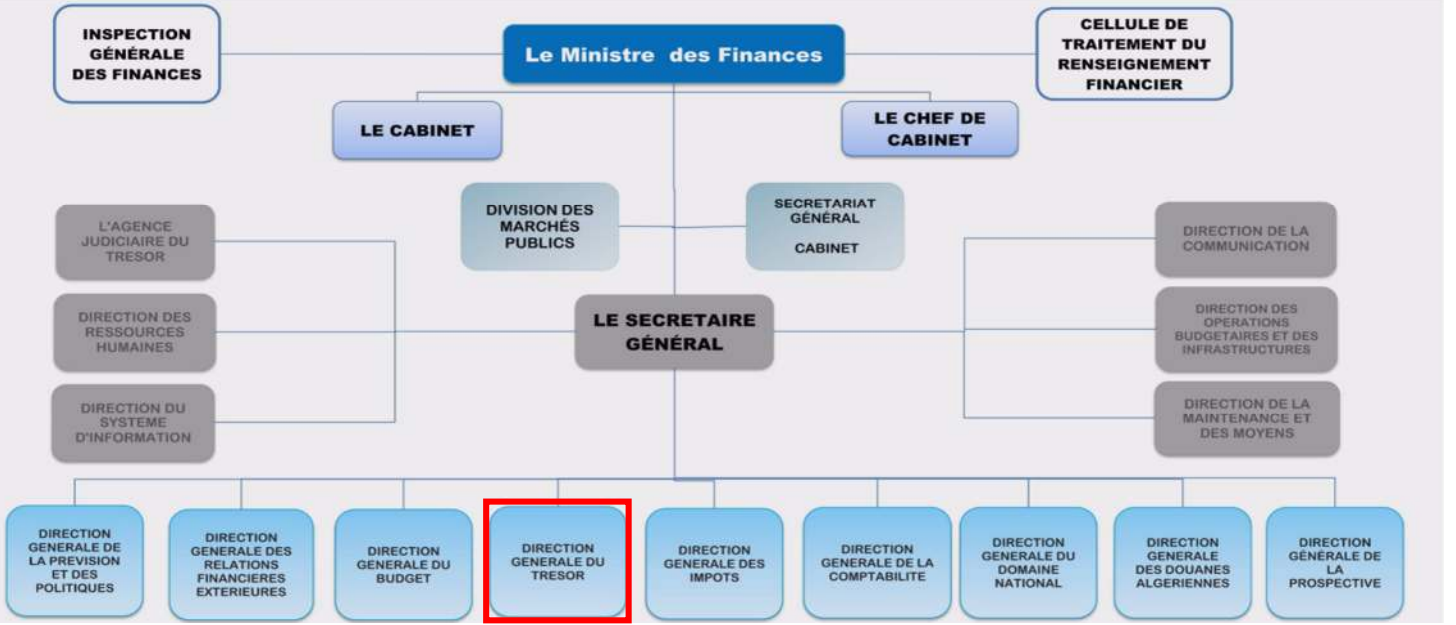 INSPECTION
GÉNÉRALE
DES FINANCES
Le Ministre des Finances
CELLULE DE
TRAITEMENT DU
RENSEIGNEMENT
FINANCIER
LE CABINET
LE CHEF DE
CABINET
DIVISION DES
MARCHÉS
PUBLICS
SECRETARIAT
GÉNÉRAL
CABINET
L'AGENCE
JUDICIAIRE DU
TRESOR
DIRECTION DE LA
COMMUNICATION
DIRECTION DES
RESSOURCES
HUMAINES
LE SECRETAIRE
GÉNÉRAL
DIRECTION DES
OPERATIONS
BUDGETAIRES ET DES
INFRASTRUCTURES
DIRECTION DU
SYSTEME
D'INFORMATION
DIRECTION DE LA
MAINTENANCE ET
DES MOYENS
DIRECTION
GENERALE DE
LA PREVISION
ET DES
POLITIQUES
DIRECTION
GENERALE DES
RELATIONS
FINANCIERES
EXTERIEURES
DIRECTION
GENERALE DU
BUDGET
DIRECTION
GENERALE DU
TRESOR
DIRECTION
GENERALE DES
IMPOTS
DIRECTION
GENERALE DE LA
COMPTABILITE
DIRECTION
GENERALE DU
DOMAINE
NATIONAL
DIRECTION
GENERALE
DES DOUANES
ALGERIENNES
DIRECTION
GÉNÉRALE DE
LA
PROSPECTIVE